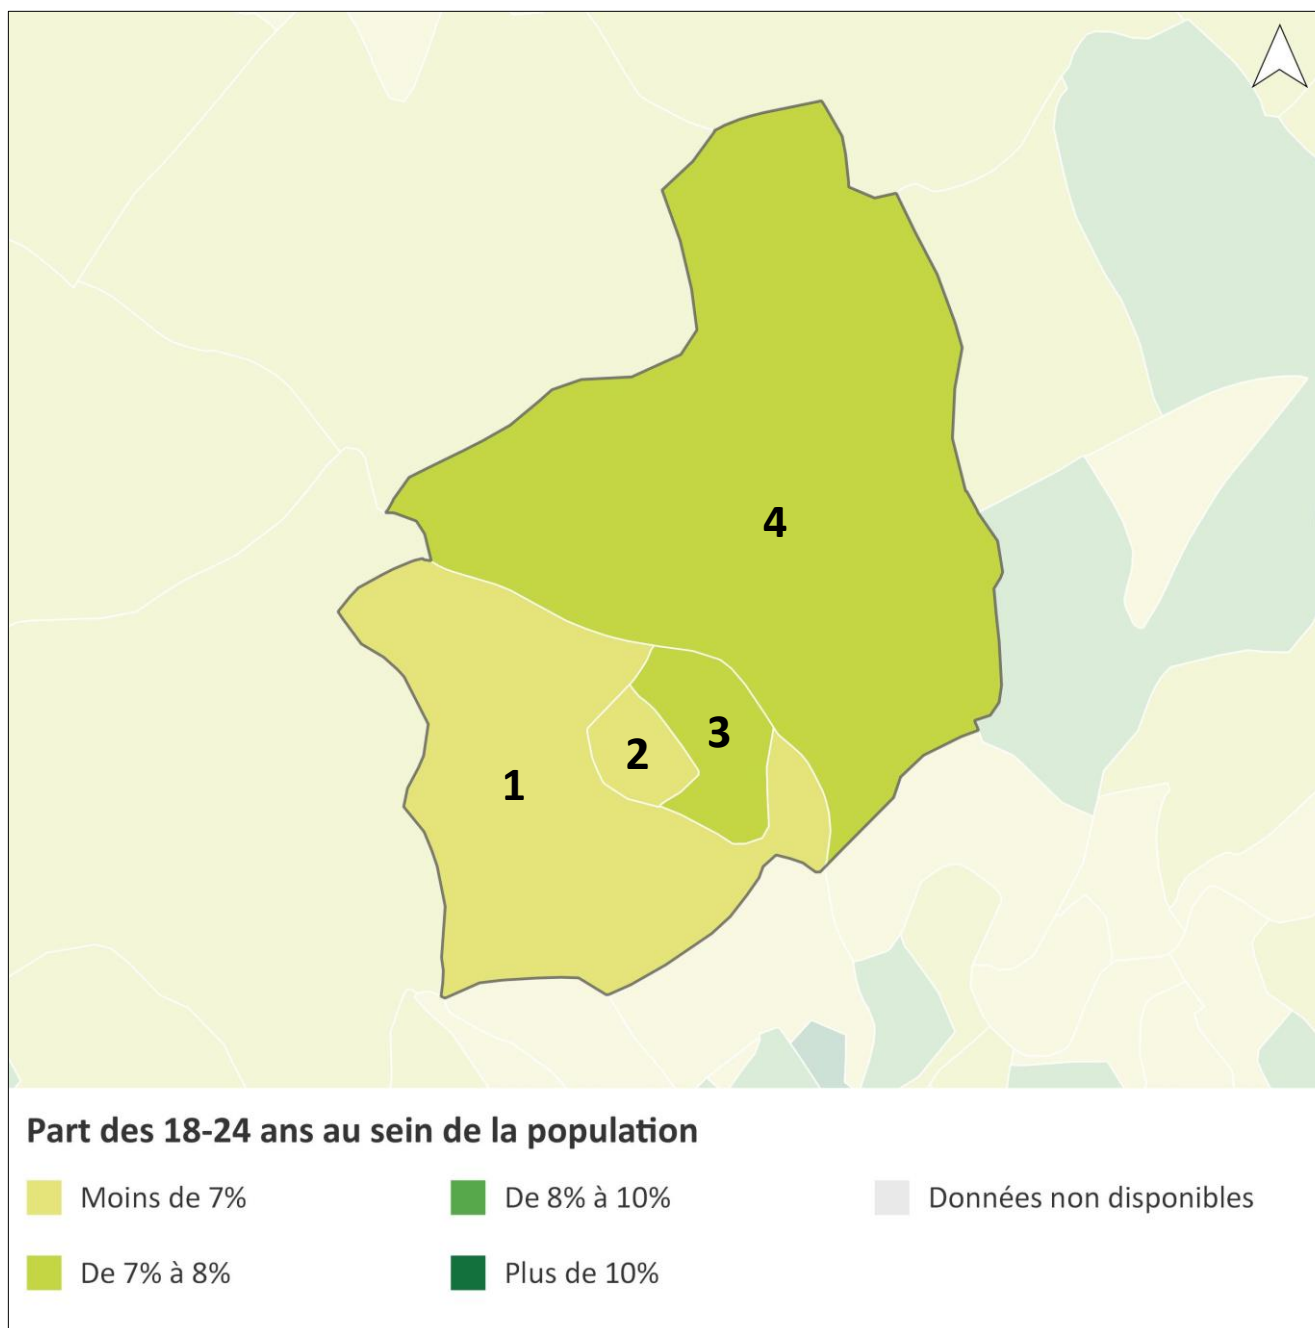 4
3
2
1
Part des 18-24 ans au sein de la population
Moins de 7%
De 8% à 10%
Données non disponibles
De 7% à 8%
Plus de 10%